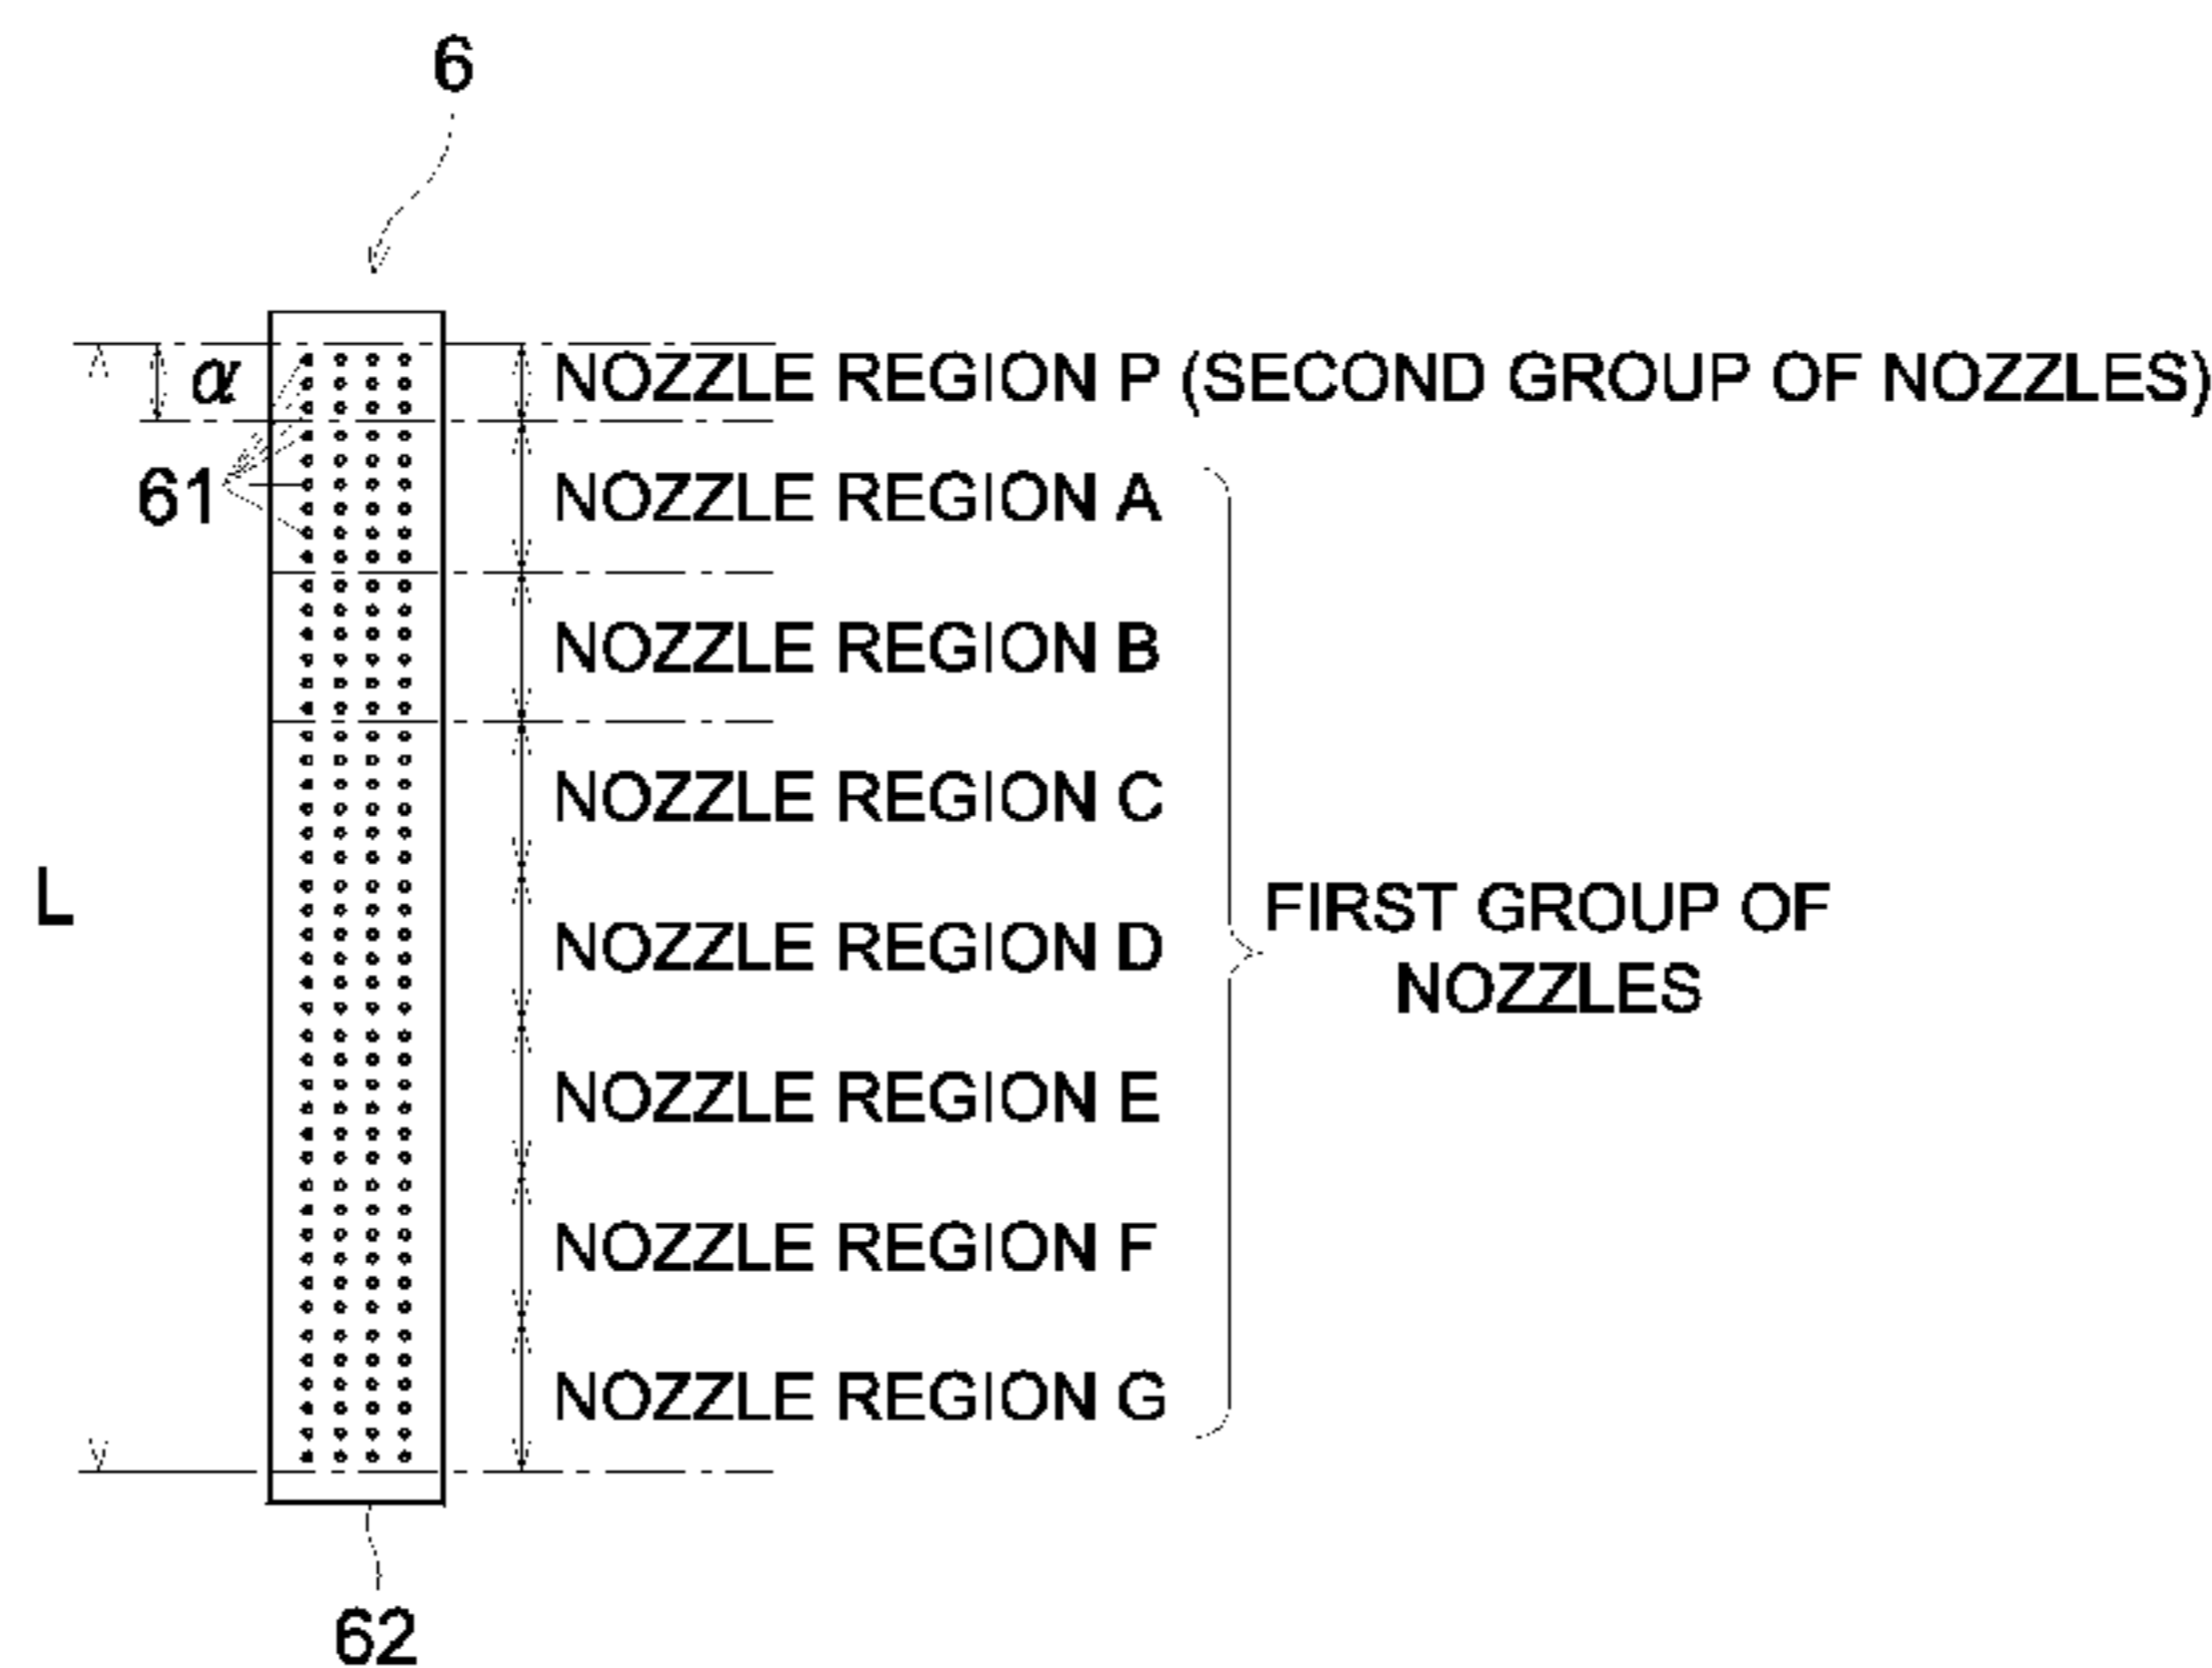 6
α
NOZZLE REGION P (SECOND GROUP OF NOZZLES)
61
NOZZLE REGION A
NOZZLE REGION B
NOZZLE REGION C
L
FIRST GROUP OF
NOZZLES
NOZZLE REGION D
NOZZLE REGION E
NOZZLE REGION F
NOZZLE REGION G
62